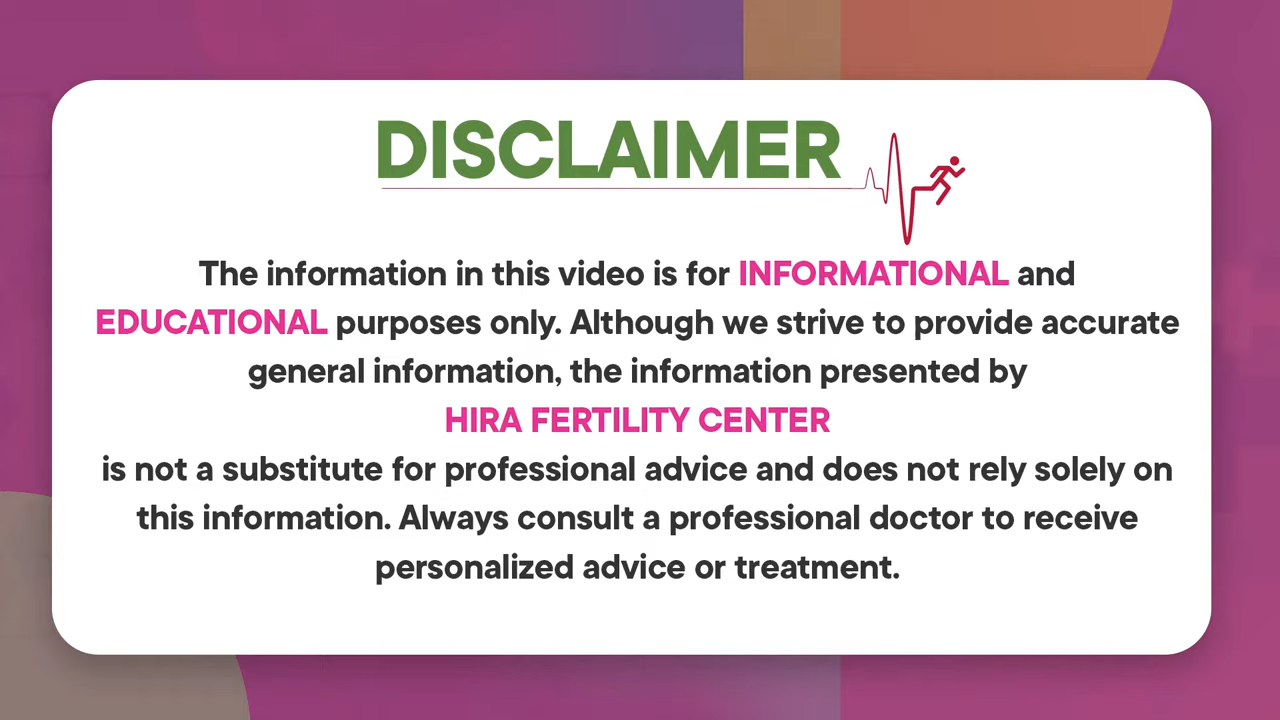 DISCLAIMER
The information in this video is for INFORMATIONAL and
EDUCATIONAL purposes only. Although we strive to provide accurate
general information, the information presented by
HIRA FERTILITY CENTER
is not a substitute for professional advice and does not rely solely on
this information. Always consult a professional doctor to receive
personalized advice or treatment.